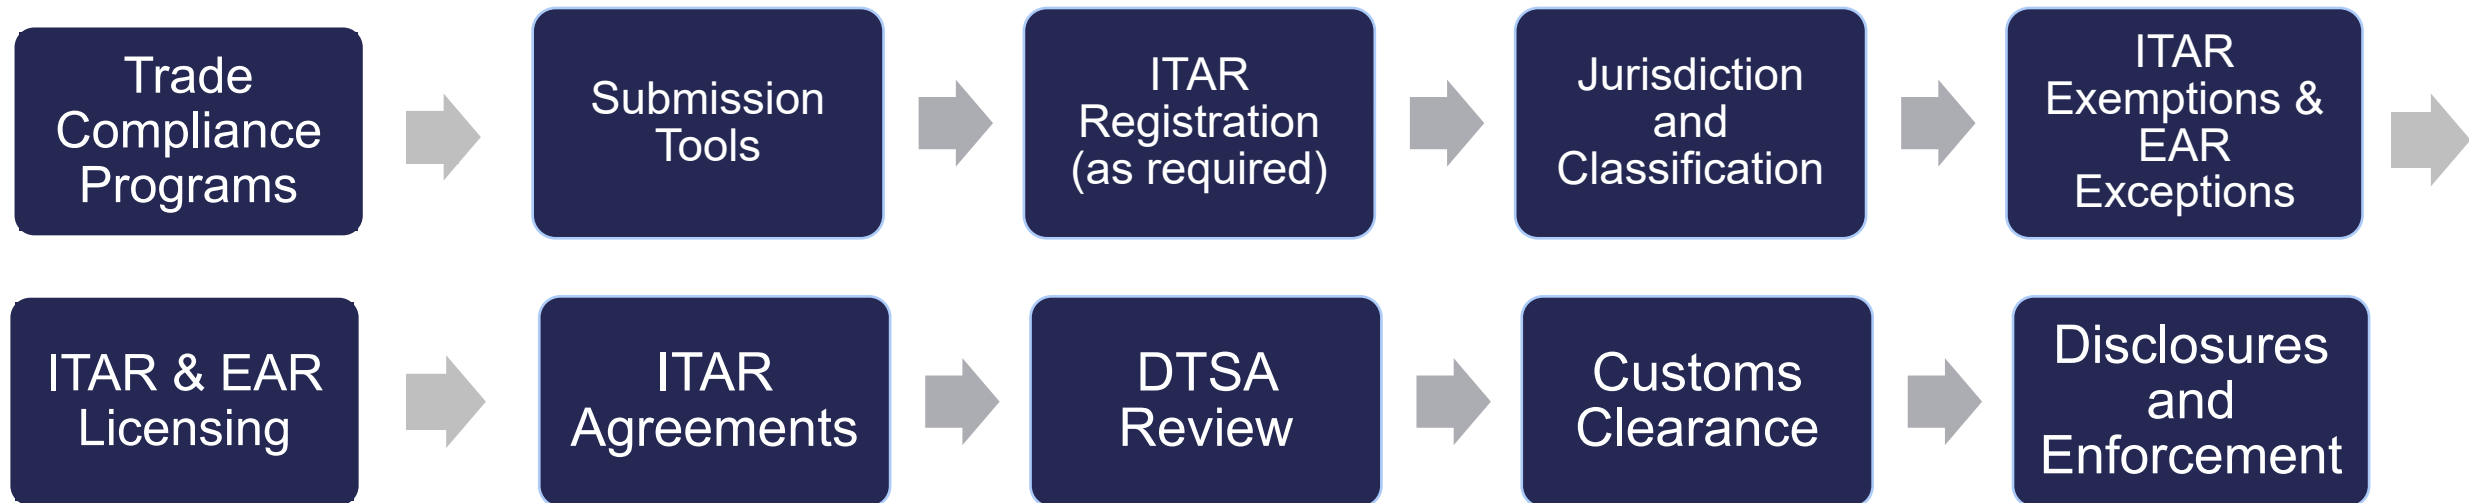 Trade
Compliance
Programs
Submission
Tools
ITAR
Registration
(as required)
Jurisdiction
and
Classification
ITAR
Exemptions &
EAR
Exceptions
ITAR & EAR
Licensing
ITAR
Agreements
DTSA
Review
Customs
Clearance
Disclosures
and
Enforcement